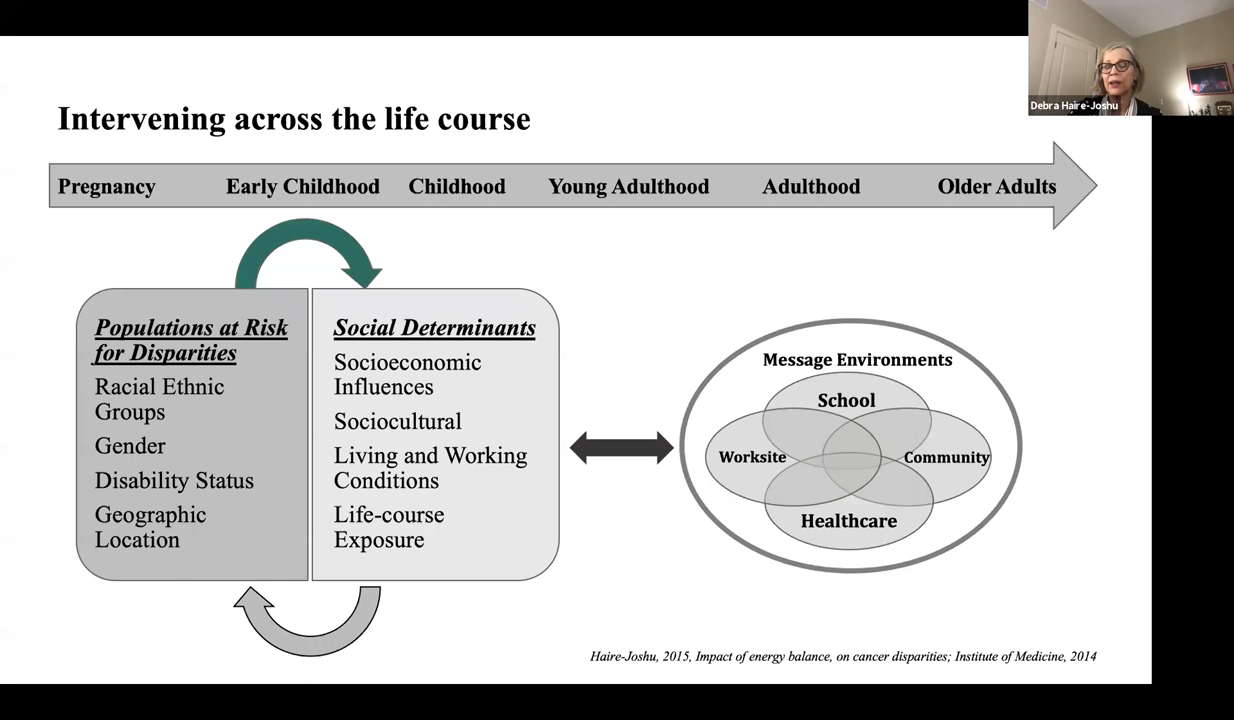 Debra Haire-Joshu
Intervening across the life course
Pregnancy Early Childhood Childhood Young Adulthood Adulthood Older Adults
Populations at Risk
for Disparities
Racial Ethnic
Groups
Gender
Disability Status
Geographic
Location
Social Determinants
Socioeconomic
Influences
Sociocultural
Living and Working
Conditions
Life-course
Exposure
Message Environments
School
Worksite
Community
Healthcare
Haire-Joshu, 2015, Impact of energy balance, on cancer disparities; Institute of Medicine, 2014